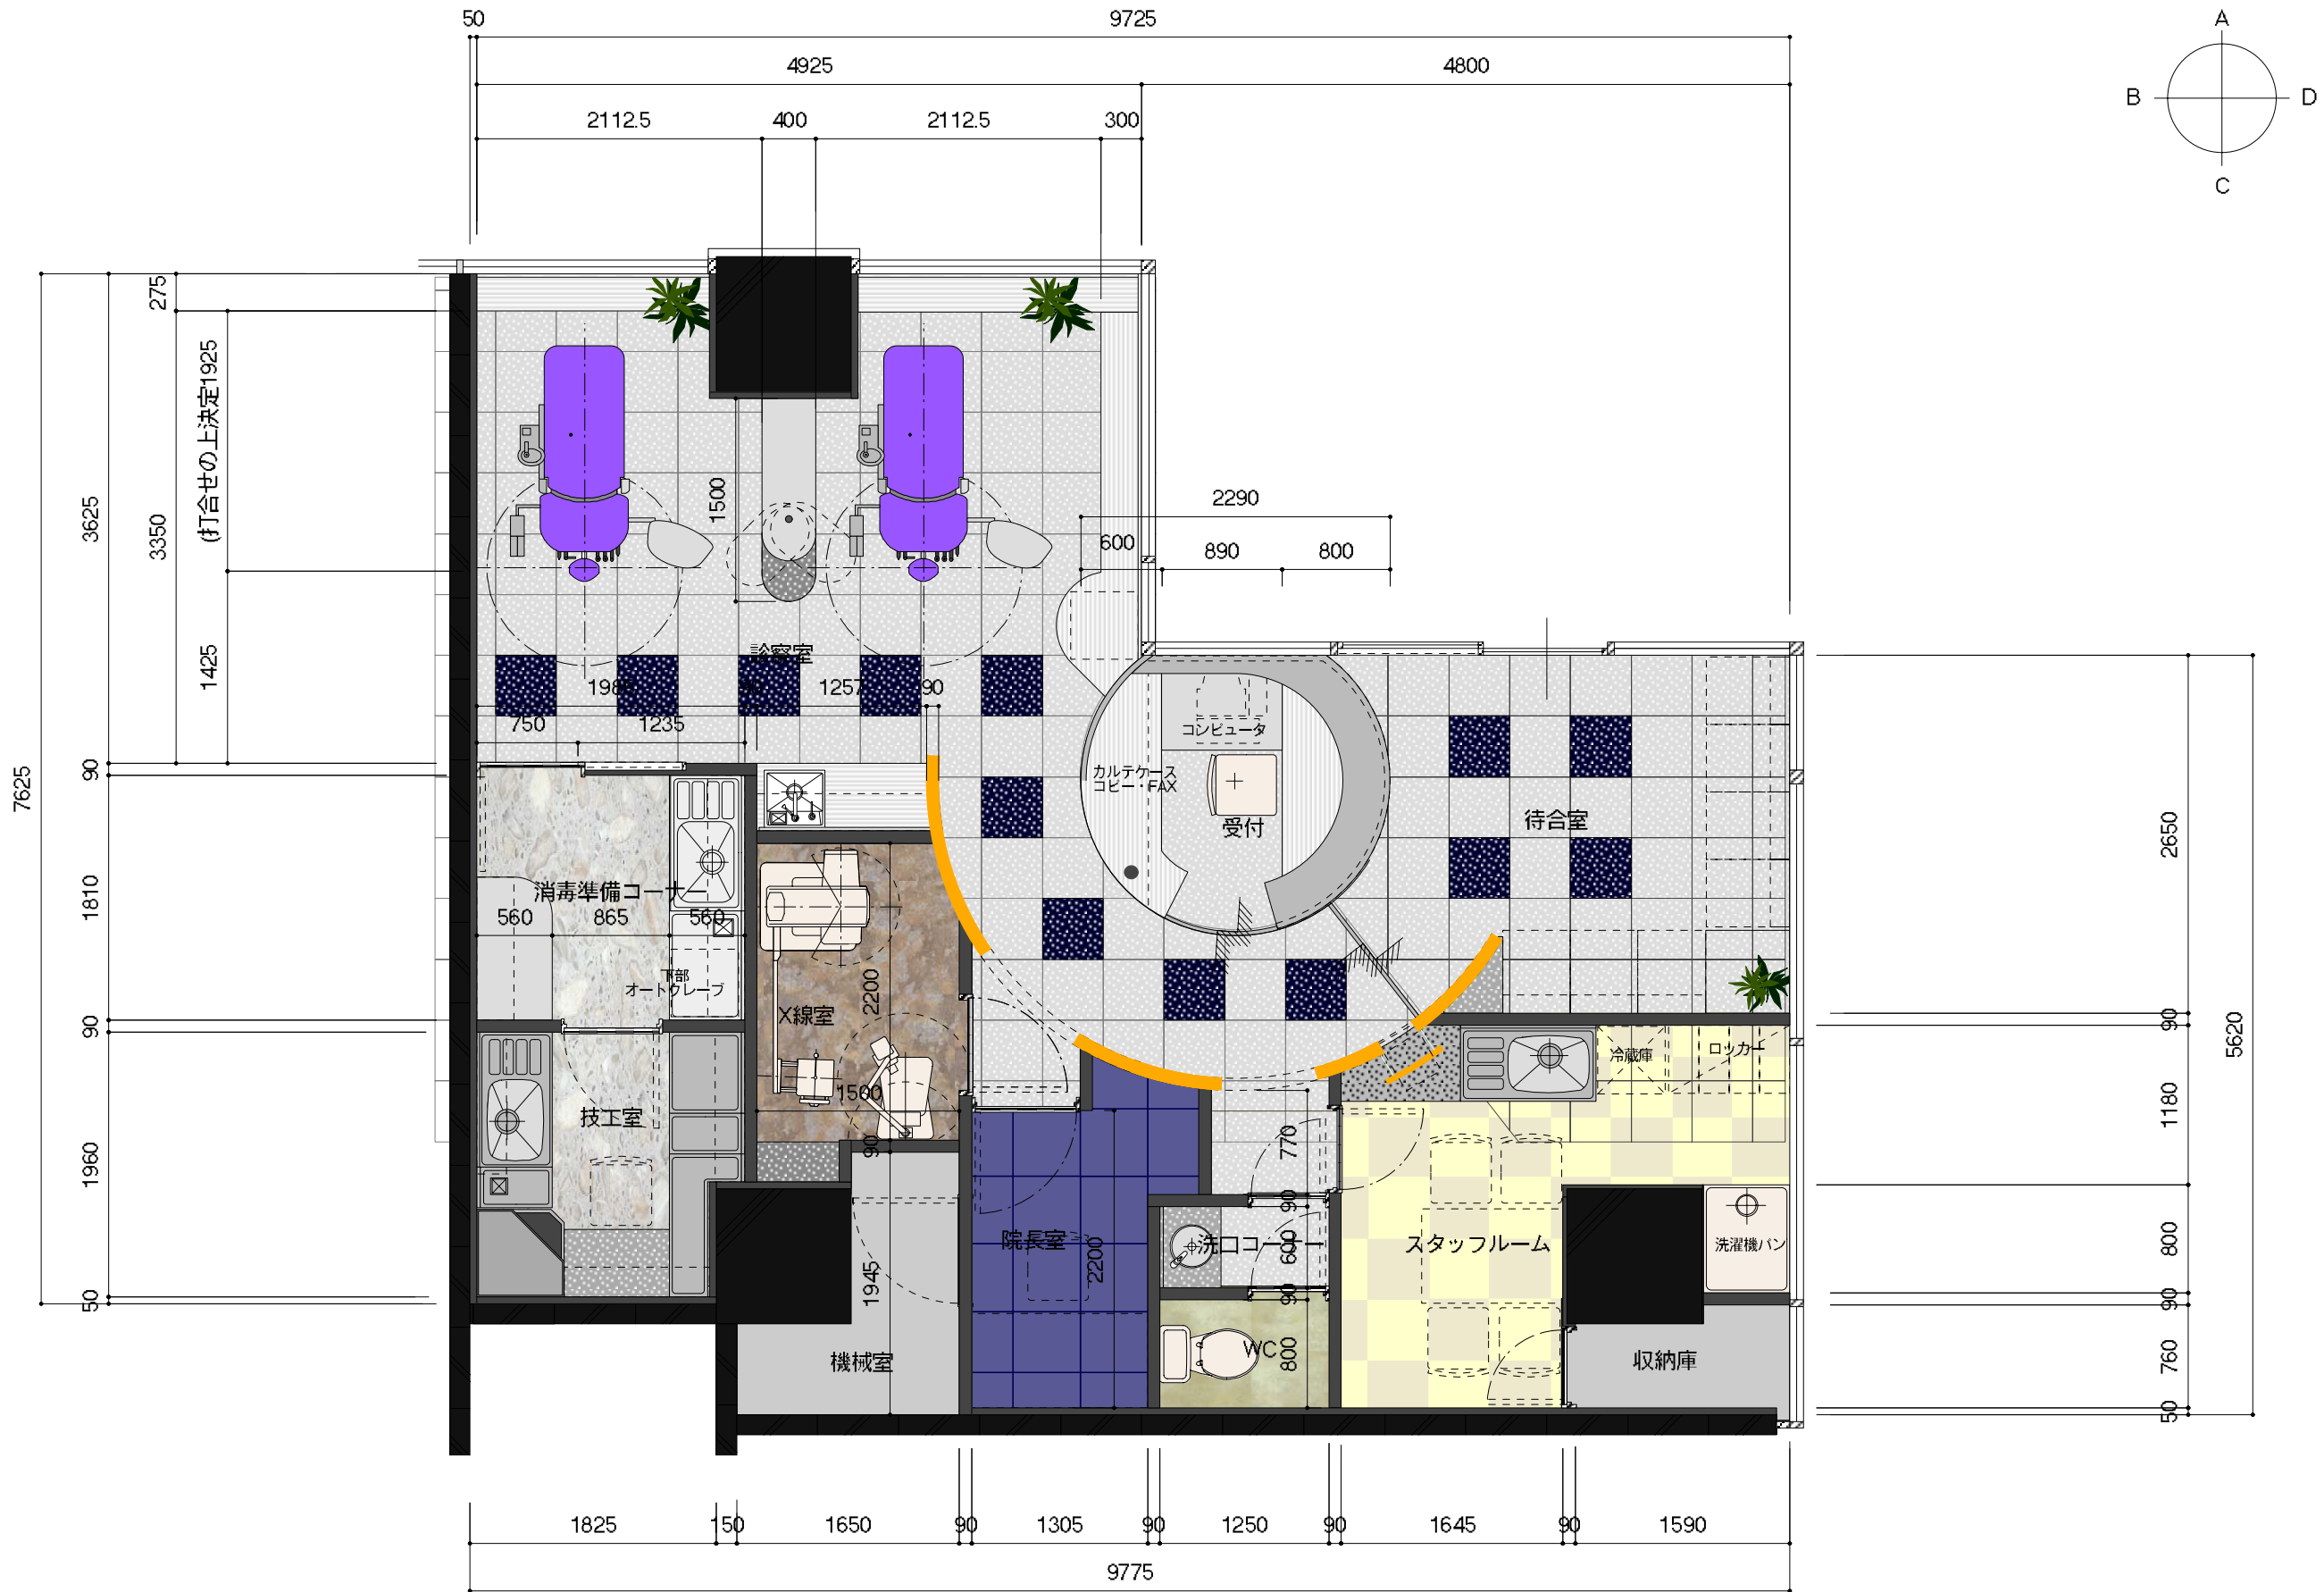 50
9725
A
4925
4800
B
D
2112.5
400
2112.5
300
C
275
(打合せの上決定1925
3625
3350
1500
2290
600
890
800
1425
診察室
1985
90
1257
90
750
1235
コンピュータ
カルテケース
コピー・FAX
受付
待合室
7625
90
2650
消毒準備コーナー
560
865
560
1810
下部
オートクレーブ
X線室
2200
90
90
5620
冷蔵庫
ロッカー
1500
技工室
90
770
1180
1960
90
院長室
2200
洗口コーナー
600
スタッフルーム
洗濯機パン
800
1945
50
90
90
機械室
WC
800
収納庫
760
50
1825
150
1650
90
1305
90
1250
90
1645
90
1590
9775